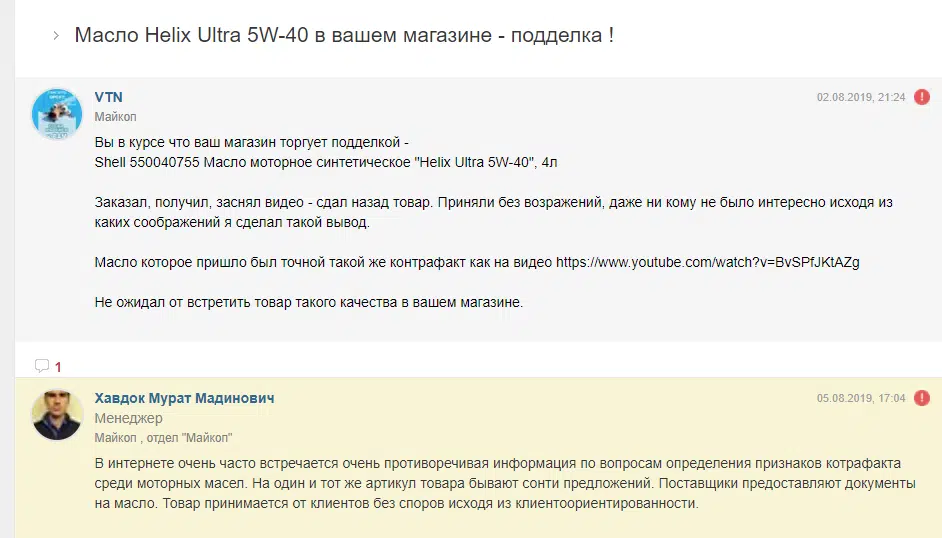 Масло Helix Ultra 5W-40 в вашем магазине - подделка !
VTN
02.08.2019, 21:24
Майкоп
Вы в курсе что ваш магазин торгует подделкой -
Shell 550040755 Масло моторное синтетическое "Helix Ultra 5W-40", 4л
Заказал, получил, заснял видео - сдал назад товар. Приняли без возражений, даже ни кому не было интересно исходя из
каких соображений я сделал такой вывод.
Масло которое пришло был точной такой же контрафакт как на видео https://www.youtube.com/watch?v=BvSPfJKtAZg
Не ожидал от встретить товар такого качества в вашем магазине.
1
Хавдок Мурат Мадинович
05.08.2019, 17:04
Менеджер
Майкоп , отдел "Майкоп"
В интернете очень часто встречается очень противоречивая информация по вопросам определения признаков котрафакта
среди моторных масел. На один и тот же артикул товара бывают сонти предложений. Поставщики предоставляют документы
на масло. Товар принимается от клиентов без споров исходя из клиентоориентированности.